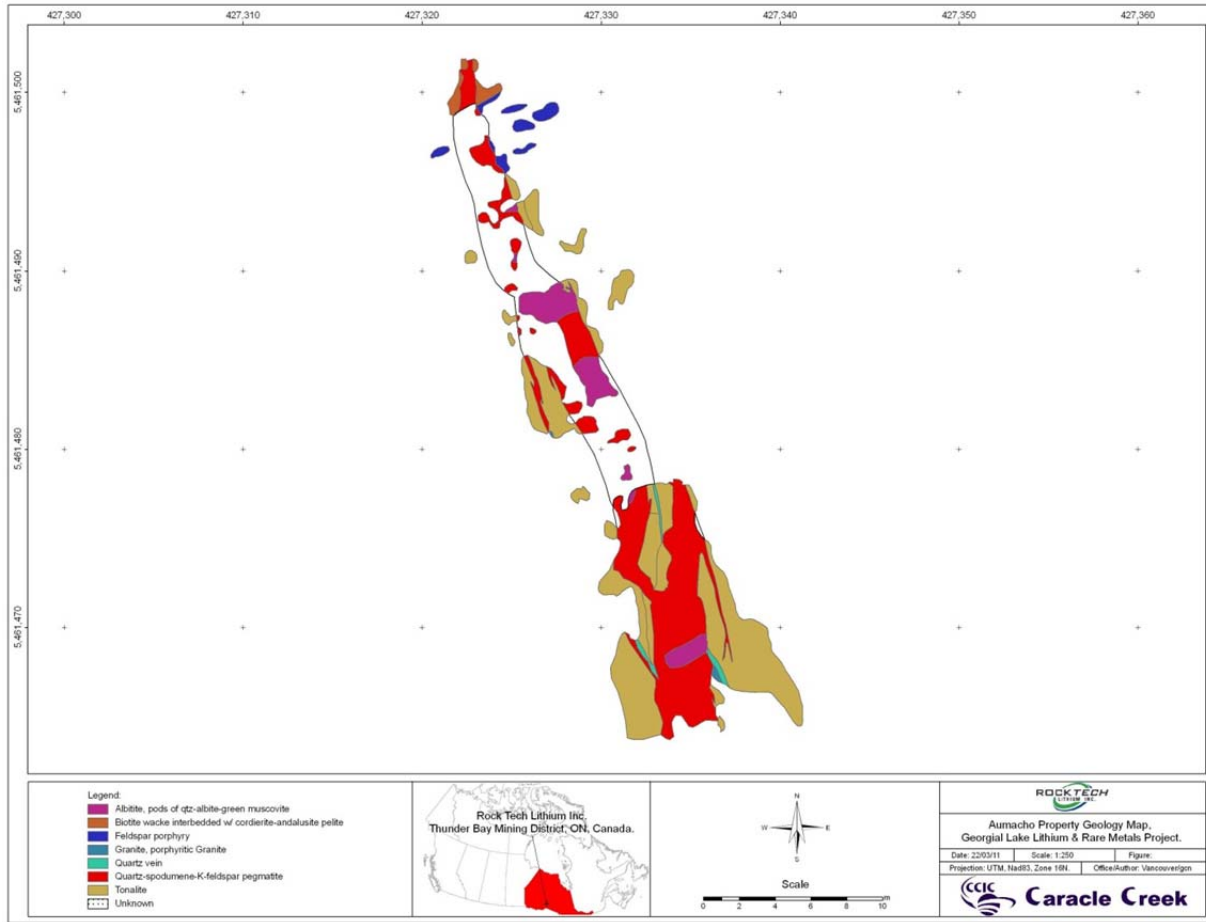 427,300 427,310 427,320 427,330 427,340 427,350 427,360
5,461,500
5,461,490
5,461,480
5,461,470
Legend:
Albitite, pods of qtz-albite-green muscovite
Biotite wacke interbedded w/ cordierite-andalusite pelite
Feldspar porphyry
Granite, porphyritic Granite
Quartz vein
Quartz-spodumene-K-feldspar pegmatite
Tonalite
Unknown
Rock Tech Lithium Inc.
Thunder Bay Mining District, ON, Canada.
N
W E
S
Scale
m
0 2 4 6 8 10
ROCKTECH
LITHIUM INC.
Aumacho Property Geology Map,
Georgial Lake Lithium & Rare Metals Project.
Date: 22/03/11 Scale: 1:250 Figure:
Projection: UTM, Nad83, Zone 16N. Office/Author: Vancouver/gon
CCIC Caracle Creek